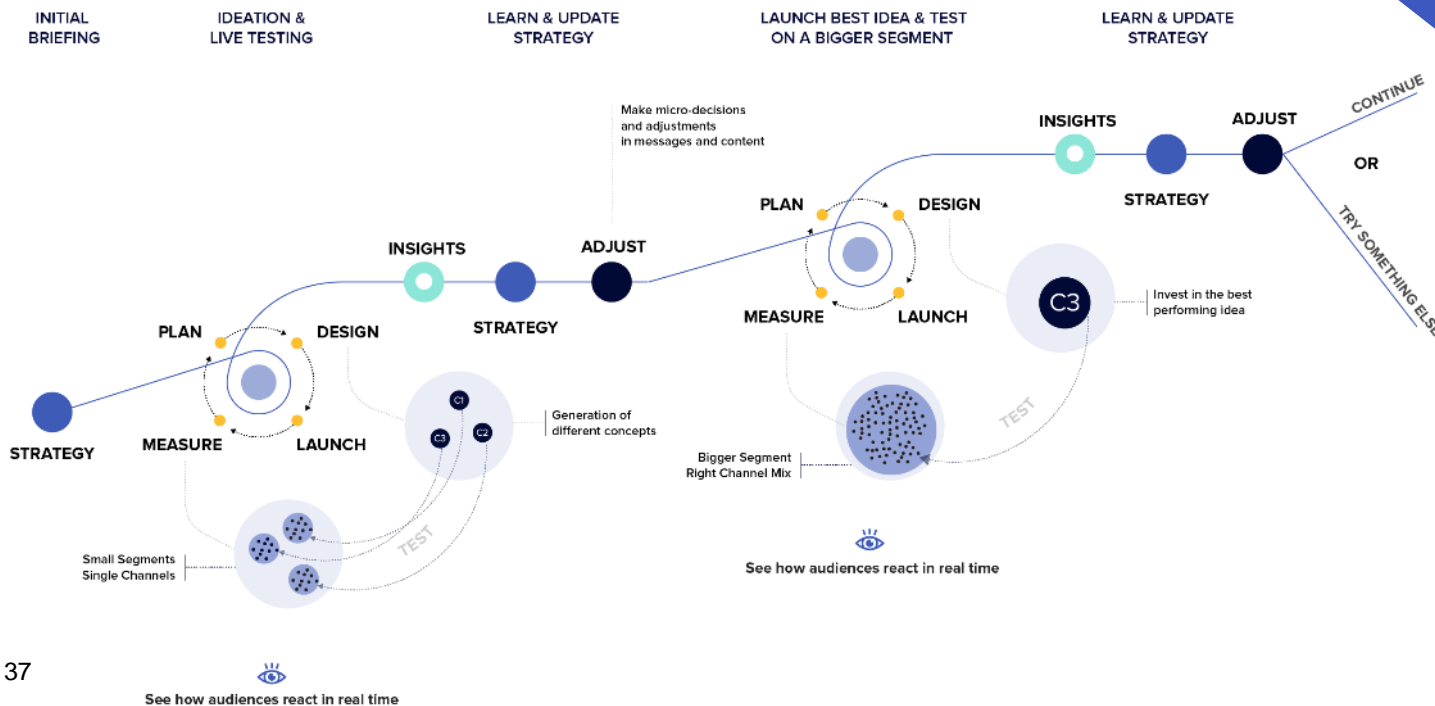 INITIAL
BRIEFING
IDEATION &
LIVE TESTING
LEARN & UPDATE
STRATEGY
LAUNCH BEST IDEA & TEST
ON A BIGGER SEGMENT
LEARN & UPDATE
STRATEGY
STRATEGY
PLAN
DESIGN
MEASURE
LAUNCH
Small Segments
Single Channels
TEST
C1
C3
C2
Generation of
different concepts
See how audiences react in real time
INSIGHTS
STRATEGY
ADJUST
Make micro-decisions
and adjustments
in messages and content
PLAN
DESIGN
MEASURE
LAUNCH
Bigger Segment
Right Channel Mix
TEST
C3
Invest in the best
performing idea
See how audiences react in real time
INSIGHTS
STRATEGY
ADJUST
CONTINUE
OR
TRY SOMETHING ELSE
37